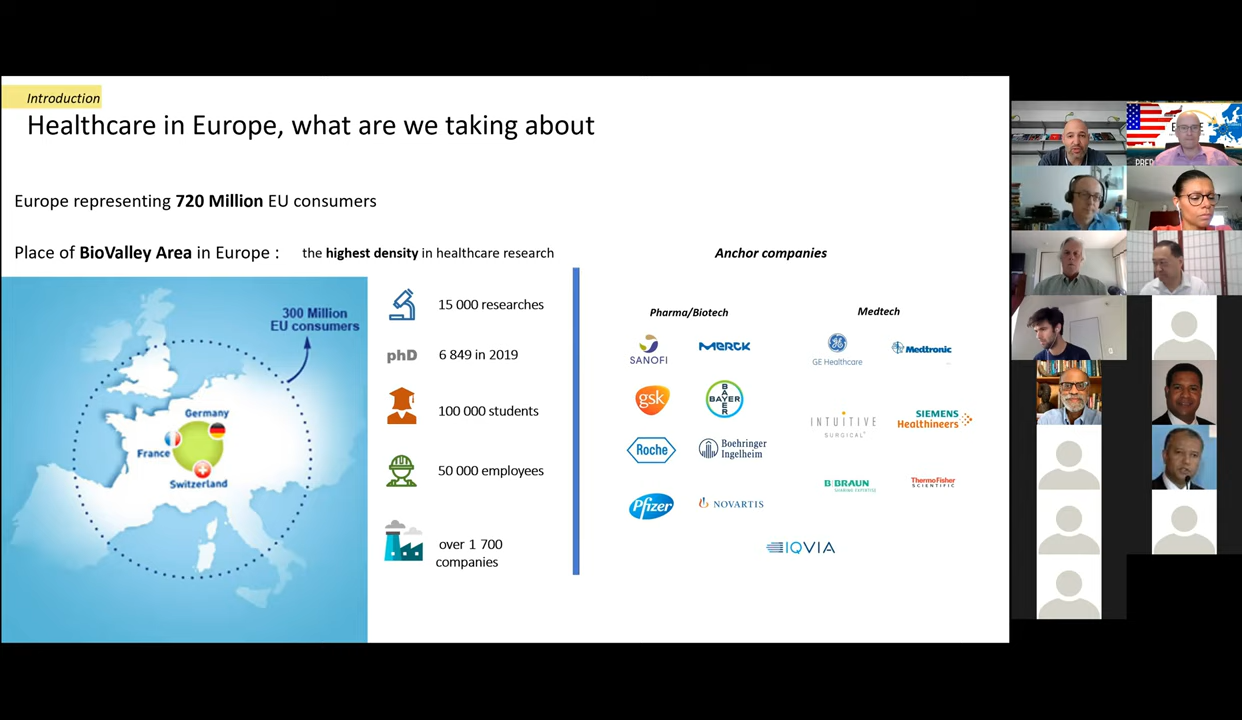 Introduction
Healthcare in Europe, what are we taking about
Europe representing 720 Million EU consumers
Place of BioValley Area in Europe :
the highest density in healthcare research
300 Million
EU consumers
Germany
France
Switzerland
15 000 researches
phD
6 849 in 2019
100 000 students
50 000 employees
over 1 700
companies
Anchor companies
Pharma/Biotech
Medtech
SANOFI
MERCK
GE Healthcare
Medtronic
gsk
BAYER
BAYER
INTUITIVE
SURGICAL
SIEMENS
Healthineers
Roche
Boehringer
Ingelheim
B|BRAUN
SHARING EXPERTISE
ThermoFisher
SCIENTIFIC
Pfizer
NOVARTIS
IQVIA